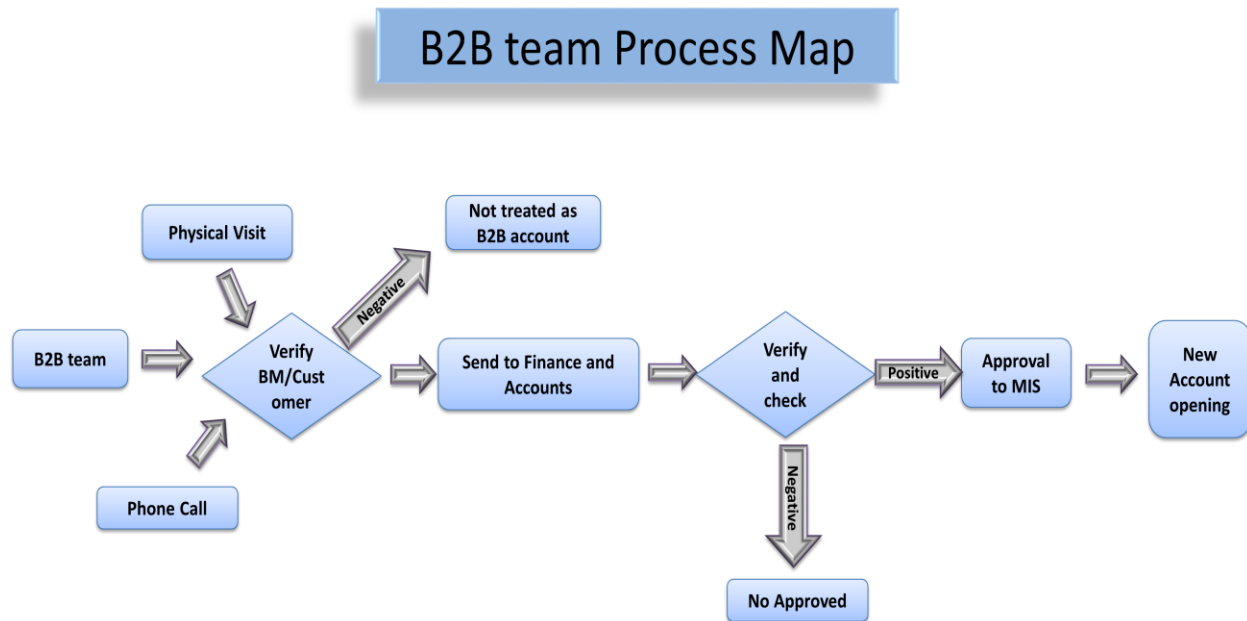 B2B team Process Map
Physical Visit
Not treated as
B2B account
Negative
B2B team
Verify
BM/Cust
omer
Send to Finance and
Accounts
Verify
and
check
Positive
Approval
to MIS
New
Account
opening
Phone Call
Negative
No Approved